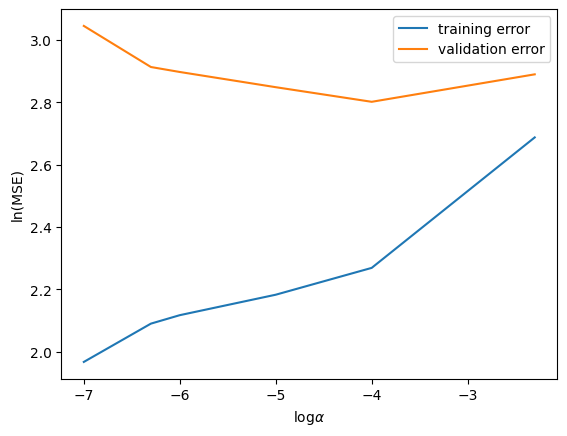 training error
validation error
3.0
2.8
2.6
2.4
2.2
2.0
ln(MSE)
−7 −6 −5 −4 −3
logα